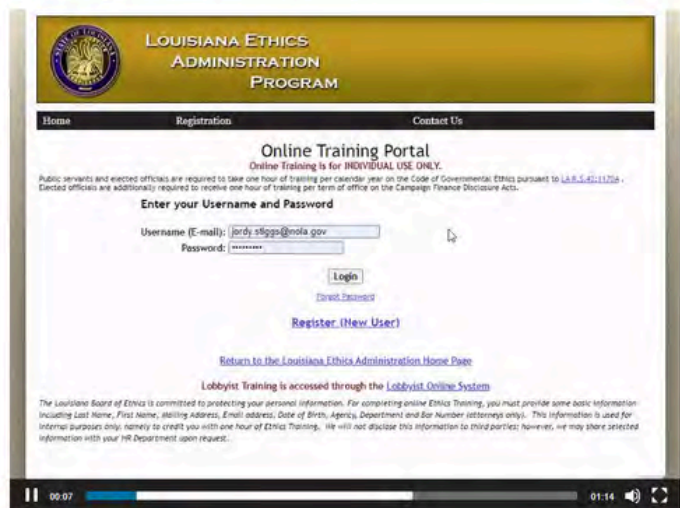 LOUISIANA ETHICS
ADMINISTRATION
PROGRAM
Home Registration Contact Us
Online Training Portal
Online Training is for INDIVIDUAL USE ONLY.
Public servants and elected officials are required to take one hour of training per calendar year on the Code of Governmental Ethics pursuant to LA R.S. 42:1170A .
Elected officials are additionally required to receive one hour of training per term of office on the Campaign Finance Disclosure Acts.
Enter your Username and Password
Username (E-mail): jordy.stiggs@nola.gov
Password: •••••••••
Login
Forgot Password
Register (New User)
Return to the Louisiana Ethics Administration Home Page
Lobbyist Training is accessed through the Lobbyist Online System
The Louisiana Board of Ethics is committed to protecting your personal information. For completing online Ethics Training, you must provide some basic information
including Last Name, First Name, Mailing Address, Email address, Date of Birth, Agency, Department and Bar Number (attorneys only). This information is used for
internal purposes only, namely to credit you with one hour of Ethics Training. We will not disclose this information to third parties; however, we may share selected
information with your HR Department upon request.
00:07 01:14